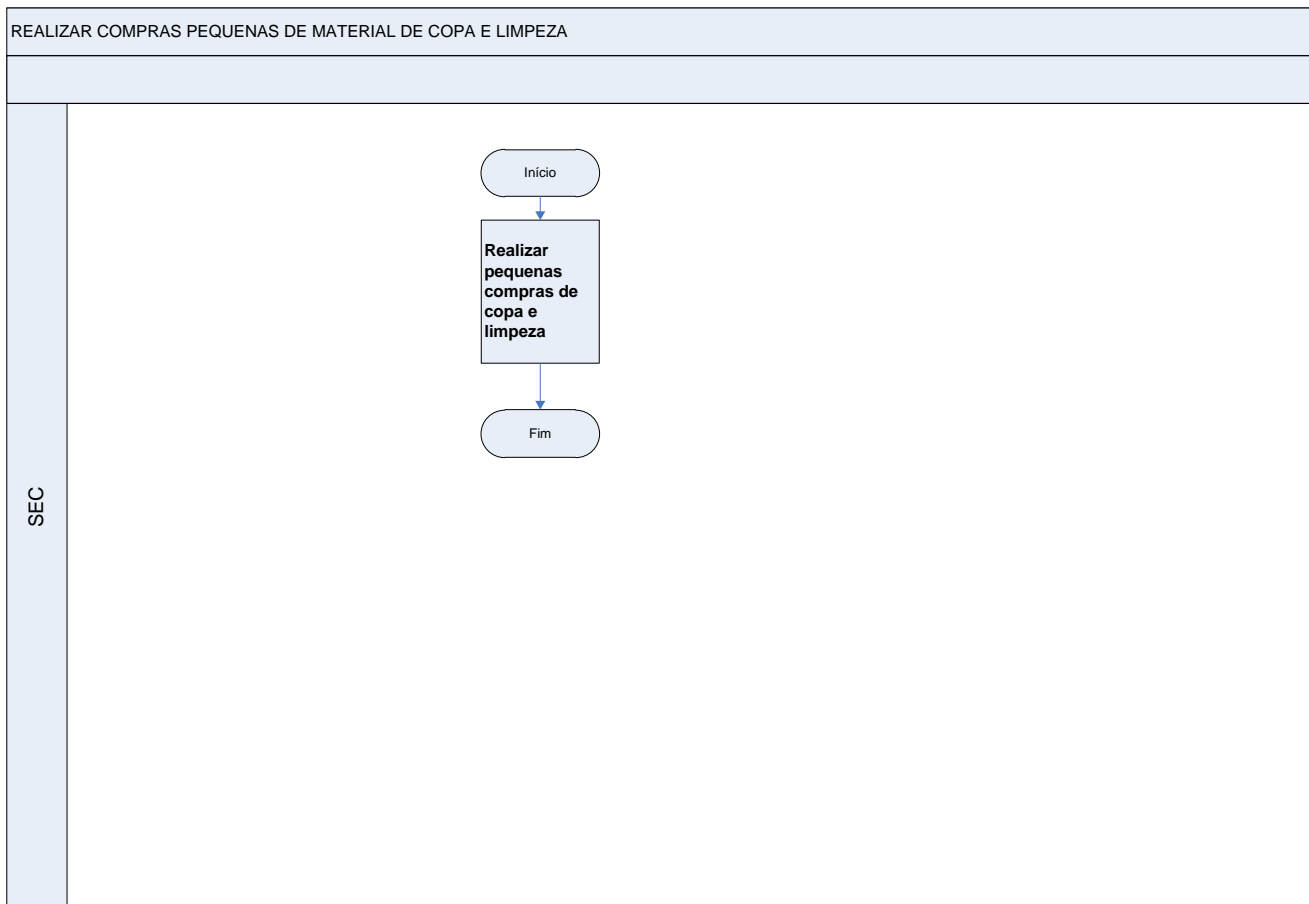 REALIZAR COMPRAS PEQUENAS DE MATERIAL DE COPA E LIMPEZA
Início
Realizar
pequenas
compras de
copa e
limpeza
Fim
SEC